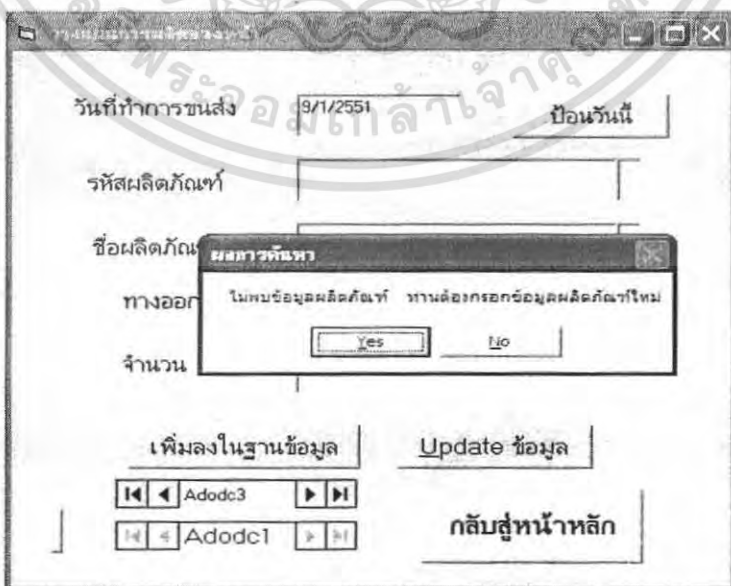 วันที่ทำการขนส่ง 9/1/2551 ป้อนวันนี้
รหัสผลิตภัณฑ์
ชื่อผลิตภัณ
ผลการค้นหา
ไม่พบข้อมูลผลิตภัณฑ์ ท่านต้องกรอกข้อมูลผลิตภัณฑ์ใหม่
ทางออก
Yes No
จำนวน
เพิ่มลงในฐานข้อมูล Update ข้อมูล
Adodc3
Adodc1
กลับสู่หน้าหลัก